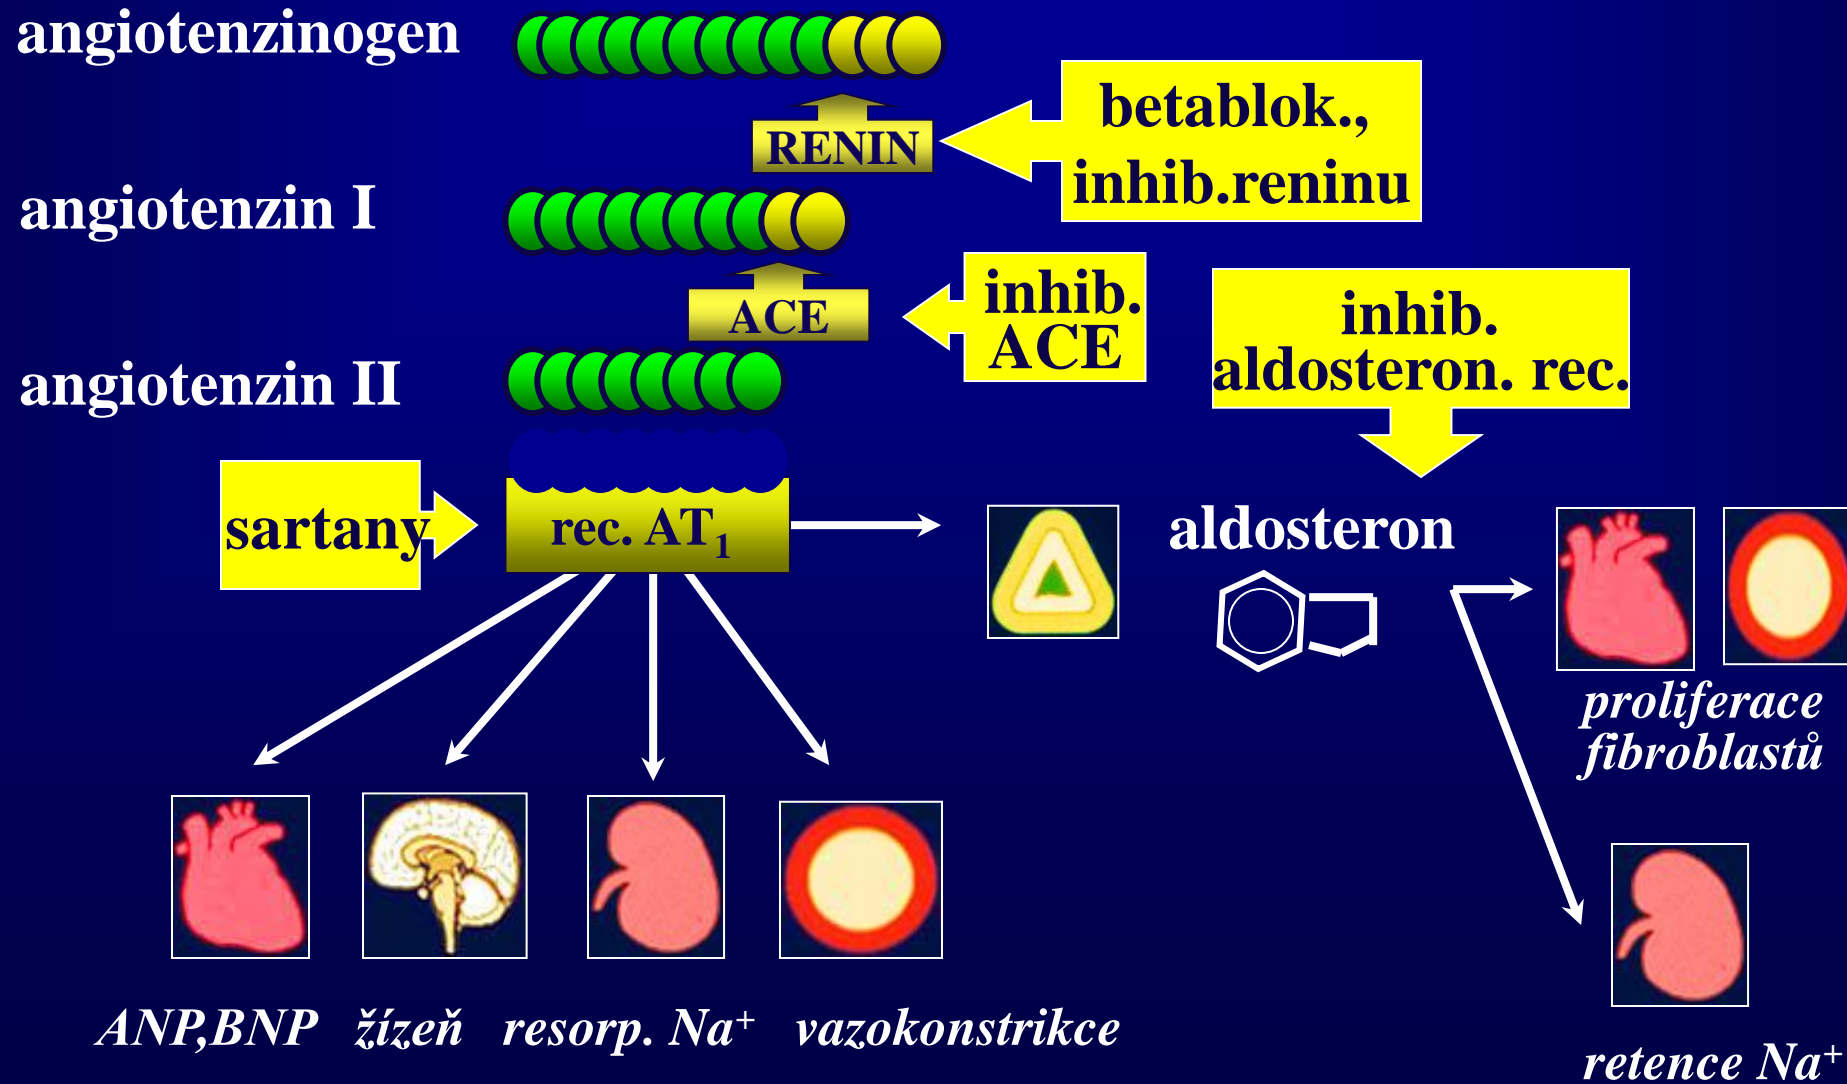 angiotenzinogen
RENIN
betablok.,
inhib.reninu
angiotenzin I
ACE
inhib.
ACE
inhib.
aldosteron. rec.
angiotenzin II
sartany
rec. AT₁
aldosteron
proliferace
fibroblastů
ANP,BNP
žízeň
resorp. Na⁺
vazokonstrikce
retence Na⁺